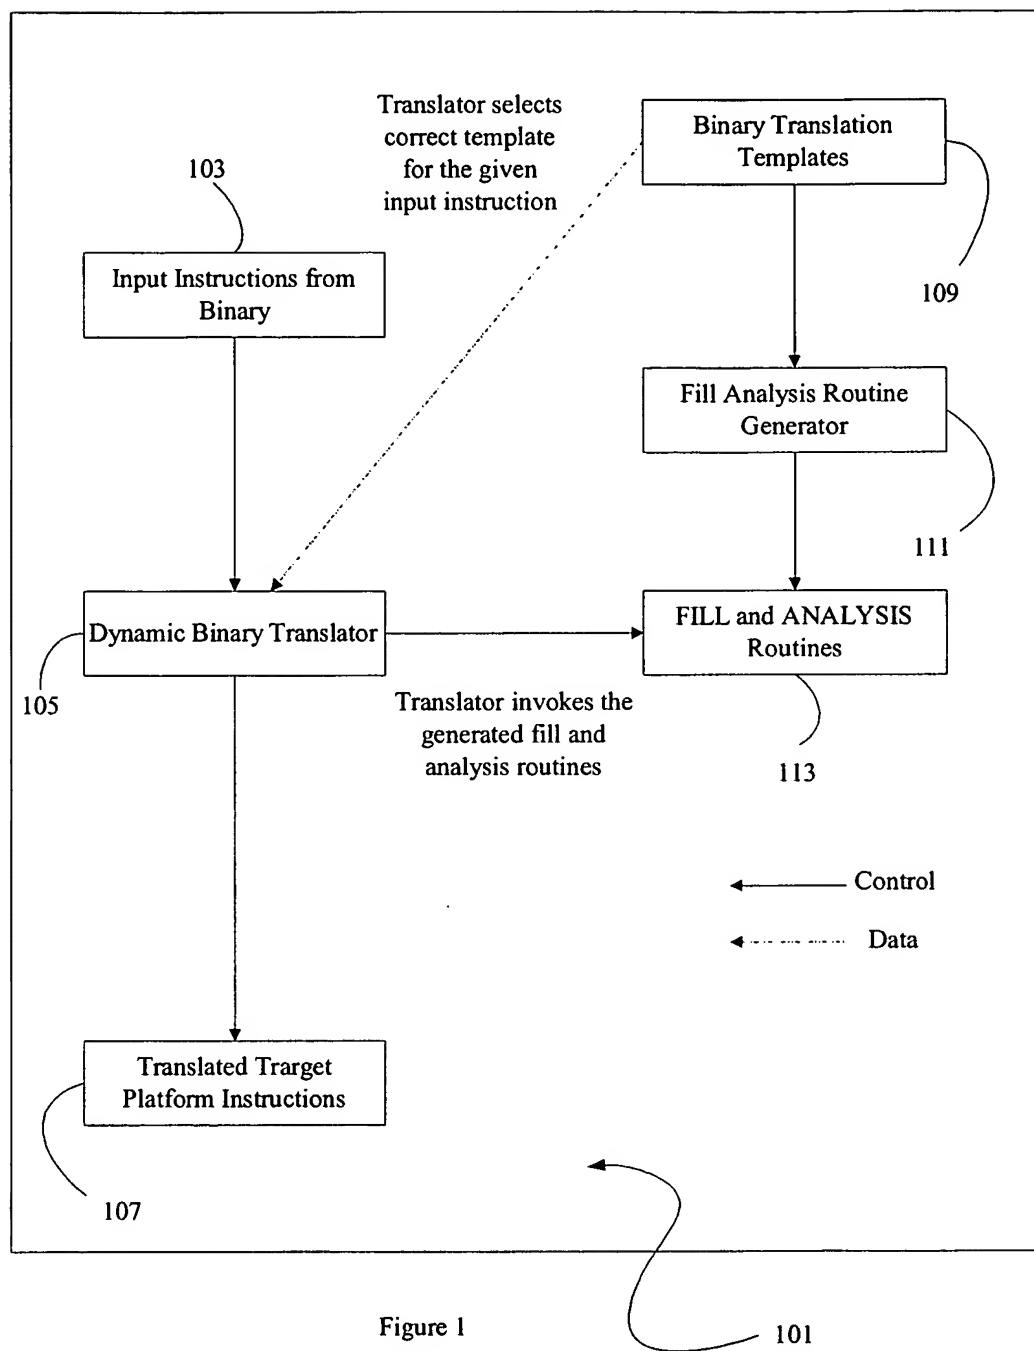 Translator selects
correct template
for the given
input instruction
Binary Translation
Templates
103
109
Input Instructions from
Binary
Fill Analysis Routine
Generator
111
Dynamic Binary Translator
FILL and ANALYSIS
Routines
105
Translator invokes the
generated fill and
analysis routines
113
Control
Data
Translated Trarget
Platform Instructions
107
Figure 1
101